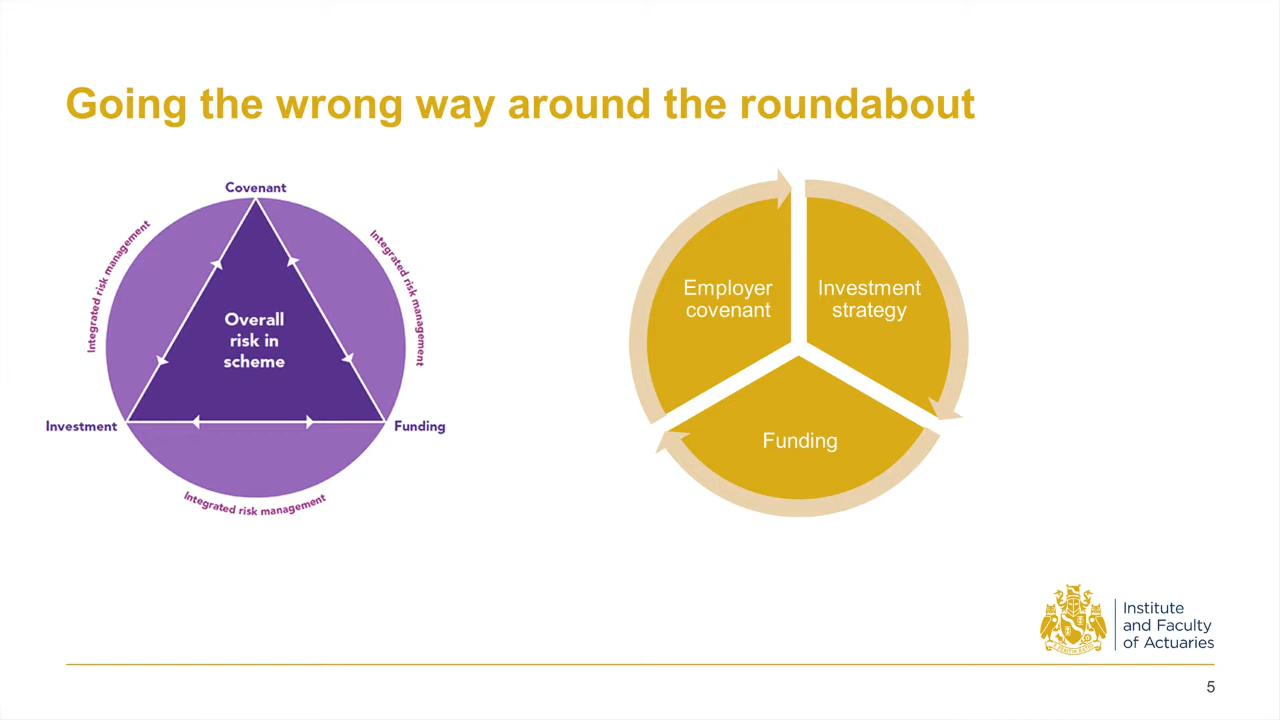 Going the wrong way around the roundabout
Covenant
Integrated risk management
Integrated risk management
Overall
risk in
scheme
Investment
Funding
Integrated risk management
Employer
covenant
Investment
strategy
Funding
Institute
and Faculty
of Actuaries
5